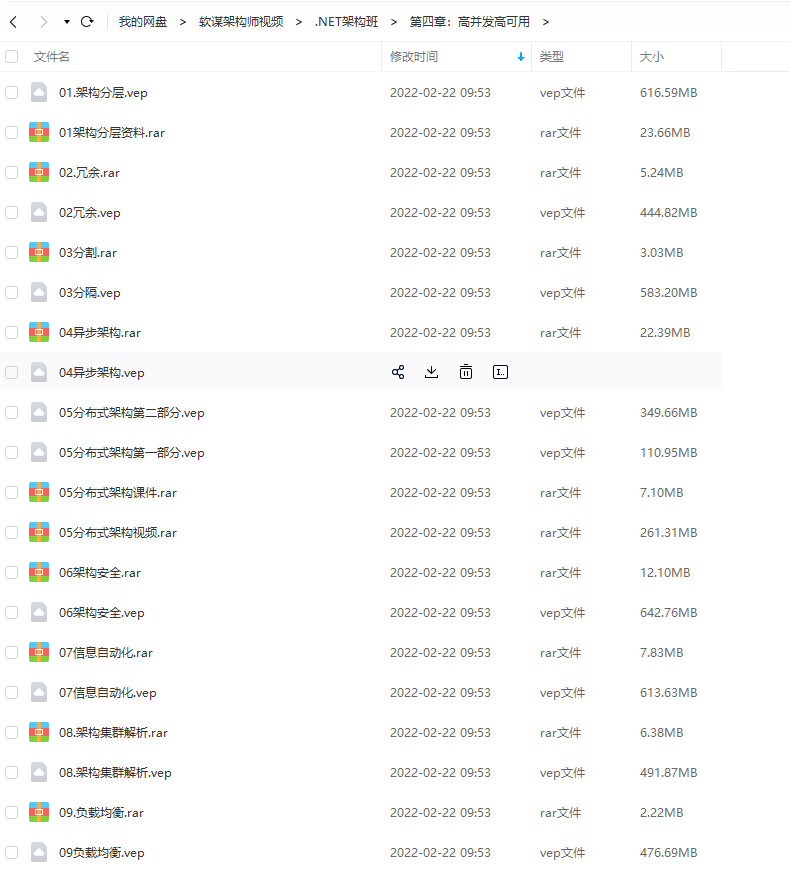 我的网盘 > 软谋架构师视频 > .NET架构班 > 第四章：高并发高可用 >
文件名 修改时间 类型 大小
01.架构分层.vep 2022-02-22 09:53 vep文件 616.59MB
01架构分层资料.rar 2022-02-22 09:53 rar文件 23.66MB
02.冗余.rar 2022-02-22 09:53 rar文件 5.24MB
02冗余.vep 2022-02-22 09:53 vep文件 444.82MB
03分割.rar 2022-02-22 09:53 rar文件 3.03MB
03分隔.vep 2022-02-22 09:53 vep文件 583.20MB
04异步架构.rar 2022-02-22 09:53 rar文件 22.39MB
04异步架构.vep
05分布式架构第二部分.vep 2022-02-22 09:53 vep文件 349.66MB
05分布式架构第一部分.vep 2022-02-22 09:53 vep文件 110.95MB
05分布式架构课件.rar 2022-02-22 09:53 rar文件 7.10MB
05分布式架构视频.rar 2022-02-22 09:53 rar文件 261.31MB
06架构安全.rar 2022-02-22 09:53 rar文件 12.10MB
06架构安全.vep 2022-02-22 09:53 vep文件 642.76MB
07信息自动化.rar 2022-02-22 09:53 rar文件 7.83MB
07信息自动化.vep 2022-02-22 09:53 vep文件 613.63MB
08.架构集群解析.rar 2022-02-22 09:53 rar文件 6.38MB
08.架构集群解析.vep 2022-02-22 09:53 vep文件 491.87MB
09.负载均衡.rar 2022-02-22 09:53 rar文件 2.22MB
09负载均衡.vep 2022-02-22 09:53 vep文件 476.69MB